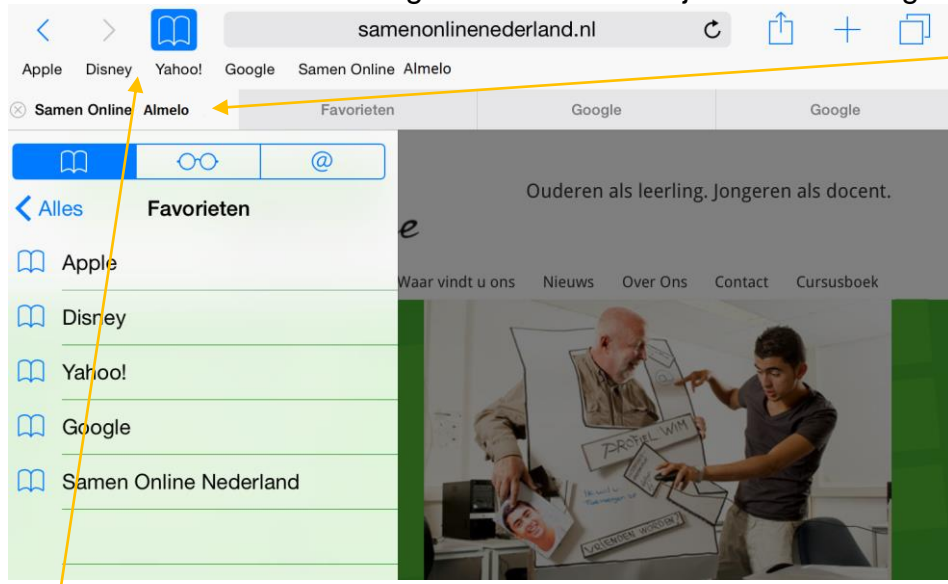 samenonlinenederland.nl
Apple Disney Yahoo! Google Samen Online Almelo
Samen Online Almelo Favorieten Google Google
@
Alles Favorieten
Ouderen als leerling. Jongeren als docent.
e
Apple
Waar vindt u ons Nieuws Over Ons Contact Cursusboek
Disney
Yahoo!
Google
Samen Online Nederland
@
PROFIEL WIM
VRIENDEN WORDEN?